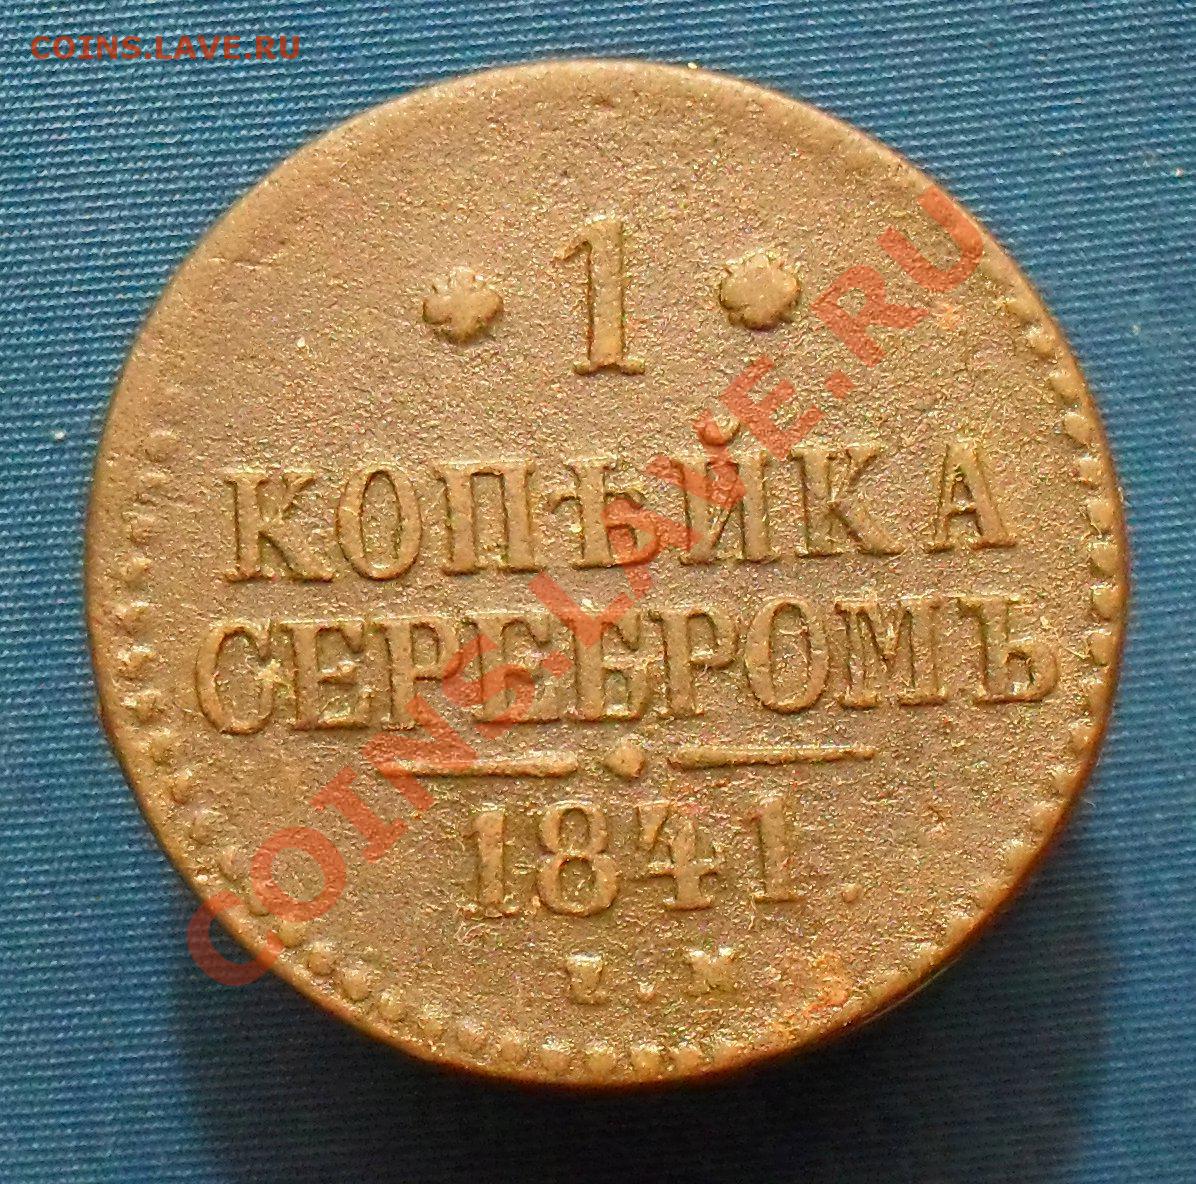 COINS.LAVE.RU
1
КОПѢЙКА
СЕРЕБРОМЪ
1841.
COINS.LAVE.RU